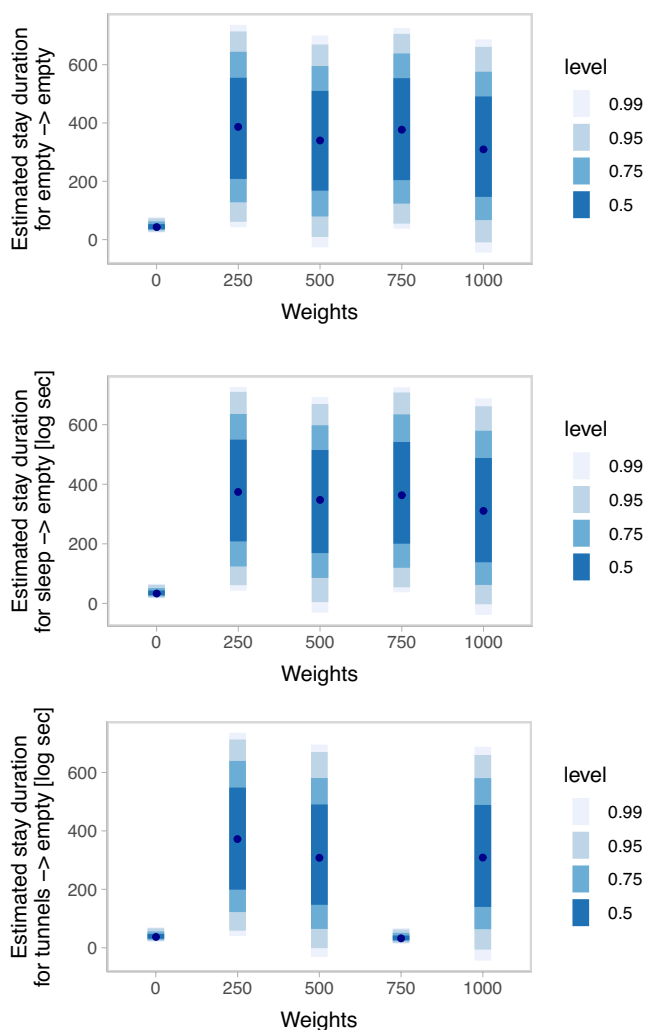 Estimated stay duration
for empty −> empty
600
400
200
0
0 250 500 750 1000
Weights
level
0.99
0.95
0.75
0.5
Estimated stay duration
for sleep −> empty [log sec]
600
400
200
0
0 250 500 750 1000
Weights
level
0.99
0.95
0.75
0.5
Estimated stay duration
for tunnels −> empty [log sec]
600
400
200
0
0 250 500 750 1000
Weights
level
0.99
0.95
0.75
0.5